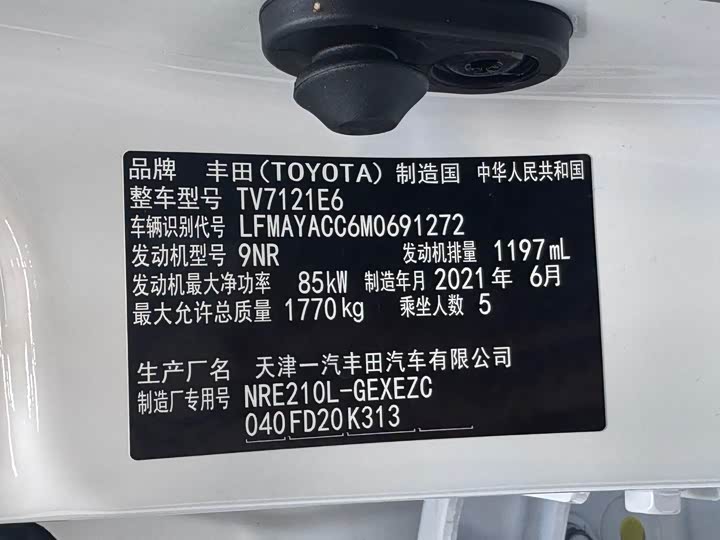 品牌 丰田(TOYOTA) 制造国 中华人民共和国
整车型号 TV7121E6
车辆识别代号 LFMAYACC6M0691272
发动机型号 9NR 发动机排量 1197mL
发动机最大净功率 85kW 制造年月 2021年 6月
最大允许总质量 1770kg 乘坐人数 5
生产厂名 天津一汽丰田汽车有限公司
制造厂专用号 NRE210L-GEXEZC
040FD20K313